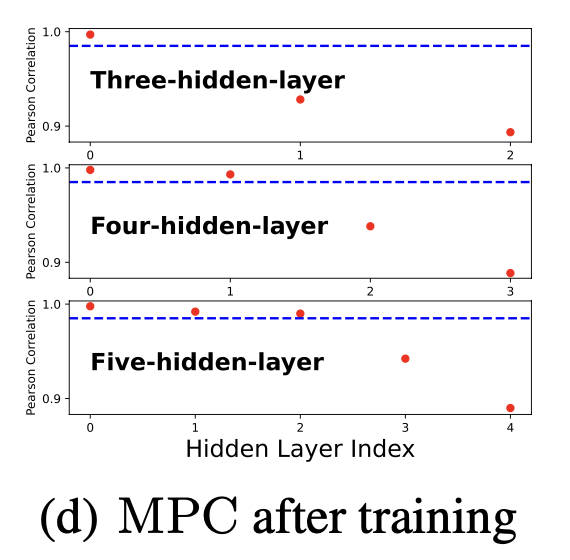 Pearson Correlation
1.0
0.9
Three-hidden-layer
0 1 2
Pearson Correlation
1.0
0.9
Four-hidden-layer
0 1 2 3
Pearson Correlation
1.0
0.9
Five-hidden-layer
0 1 2 3 4
Hidden Layer Index
(d) MPC after training